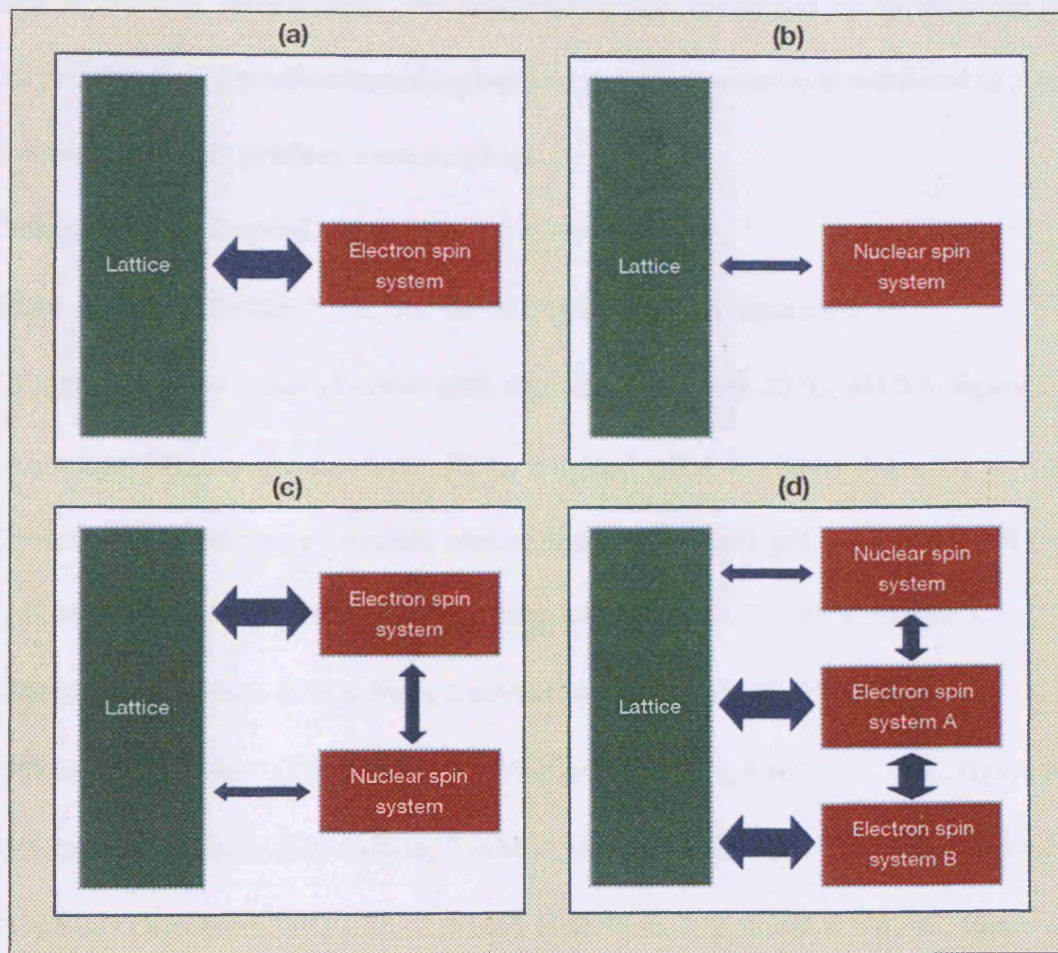 (a)
Lattice
Electron spin
system
(b)
Lattice
Nuclear spin
system
(c)
Lattice
Electron spin
system
Nuclear spin
system
(d)
Lattice
Nuclear spin
system
Electron spin
system A
Electron spin
system B